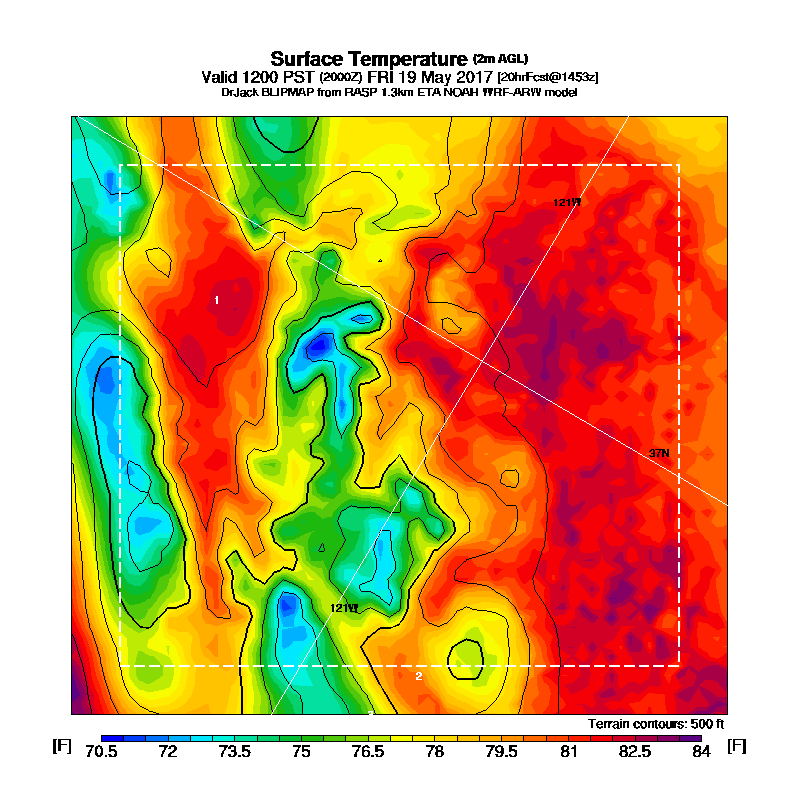 Surface Temperature (2m AGL)
Valid 1200 PST (2000Z) FRI 19 May 2017 [20hrFcst@1453z]
DrJack BLIPMAP from RASP 1.3km ETA NOAH WRF-ARW model
121W
1
37N
121W
2
Terrain contours: 500 ft
[F] 70.5 72 73.5 75 76.5 78 79.5 81 82.5 84 [F]